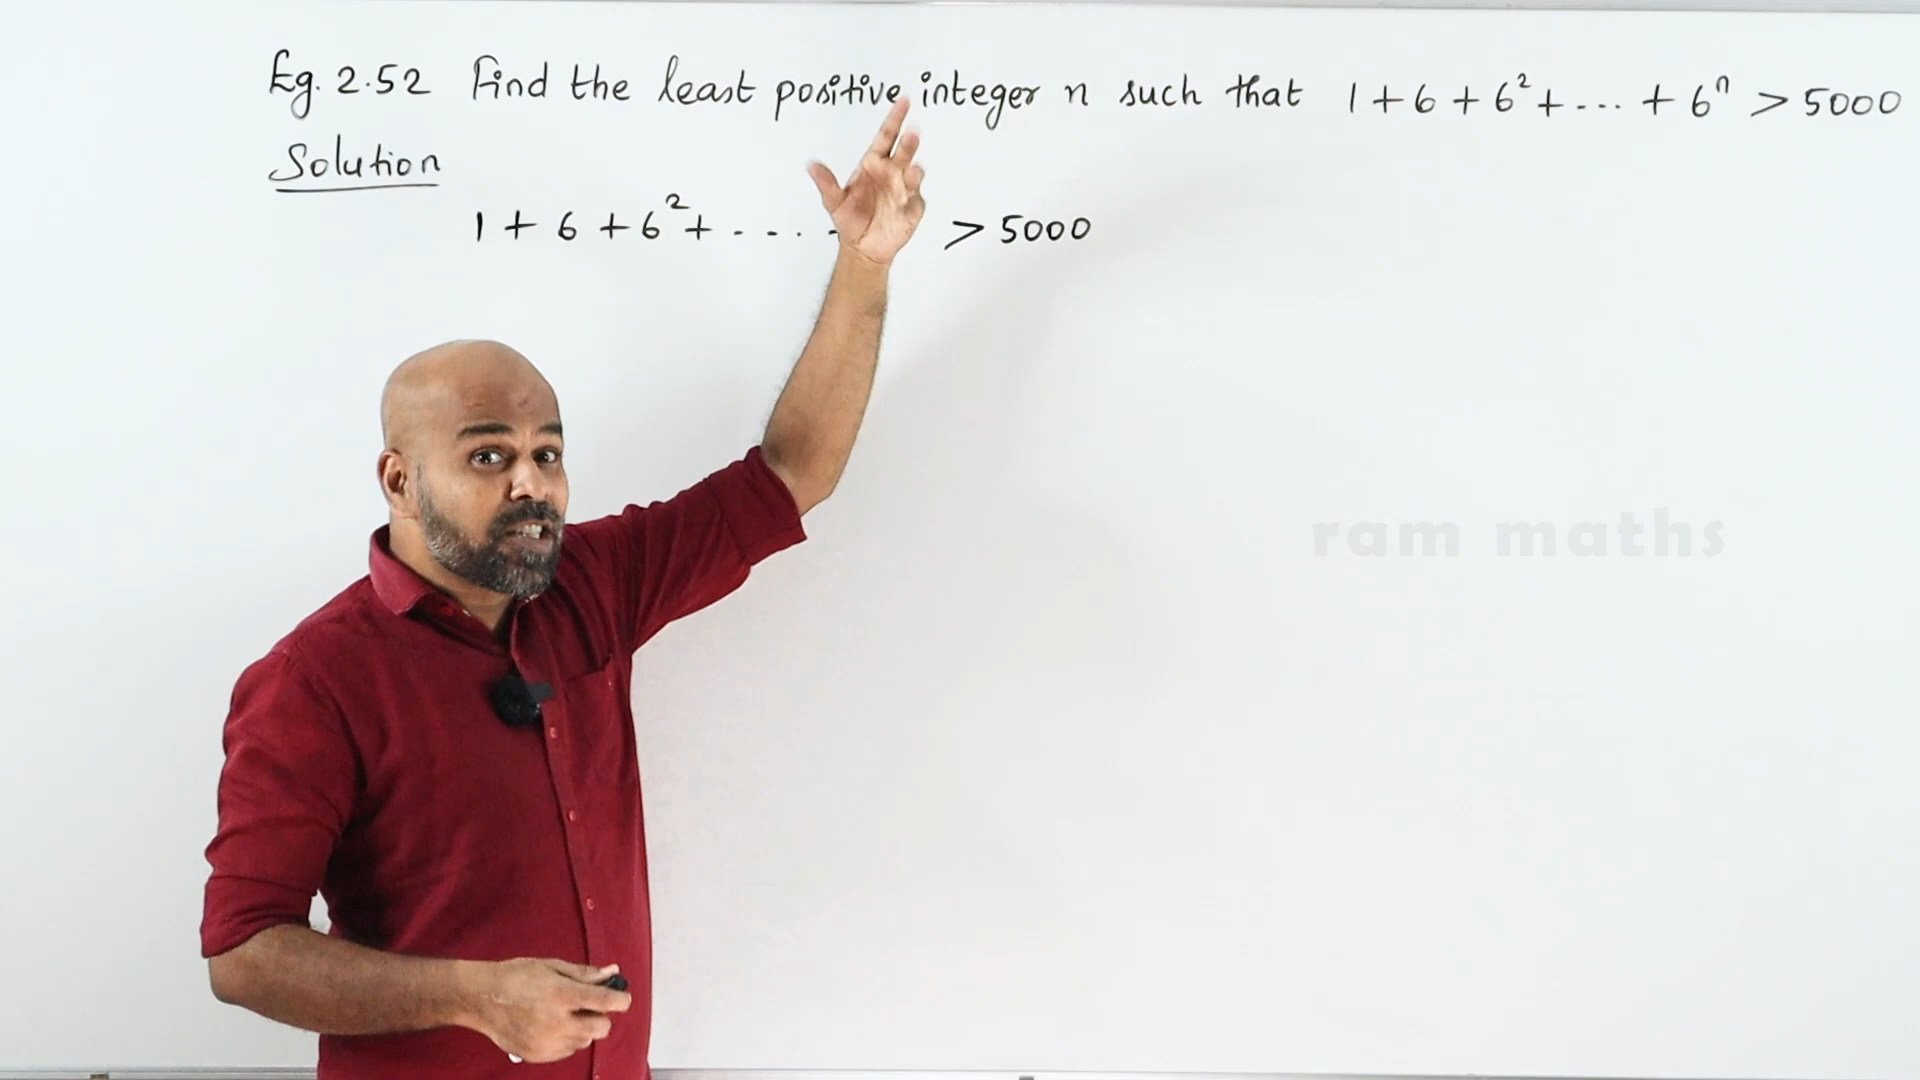 Eg. 2.52 Find the least positive integer n such that 1 + 6 + 6² + ... + 6ⁿ > 5000
Solution
1 + 6 + 6² + - - . - > 5000
ram maths